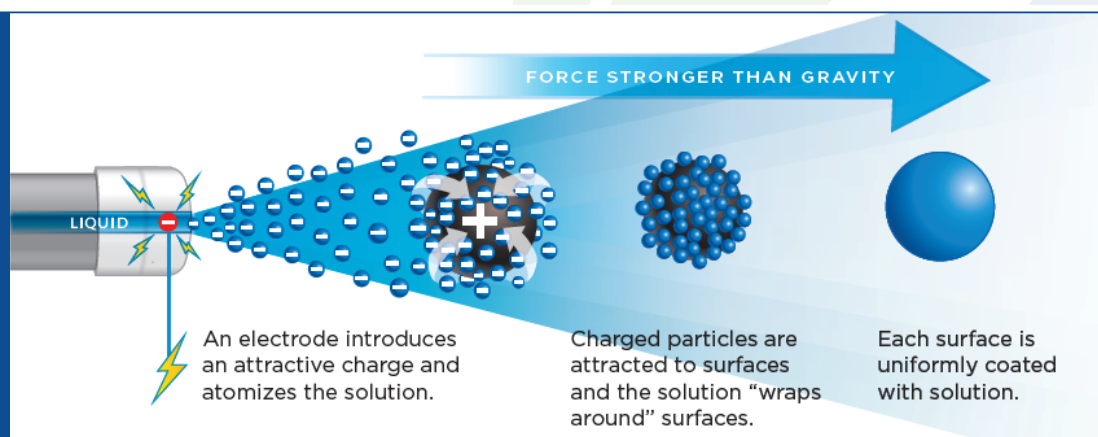 FORCE STRONGER THAN GRAVITY
LIQUID
An electrode introduces
an attractive charge and
atomizes the solution.
Charged particles are
attracted to surfaces
and the solution “wraps
around” surfaces.
Each surface is
uniformly coated
with solution.